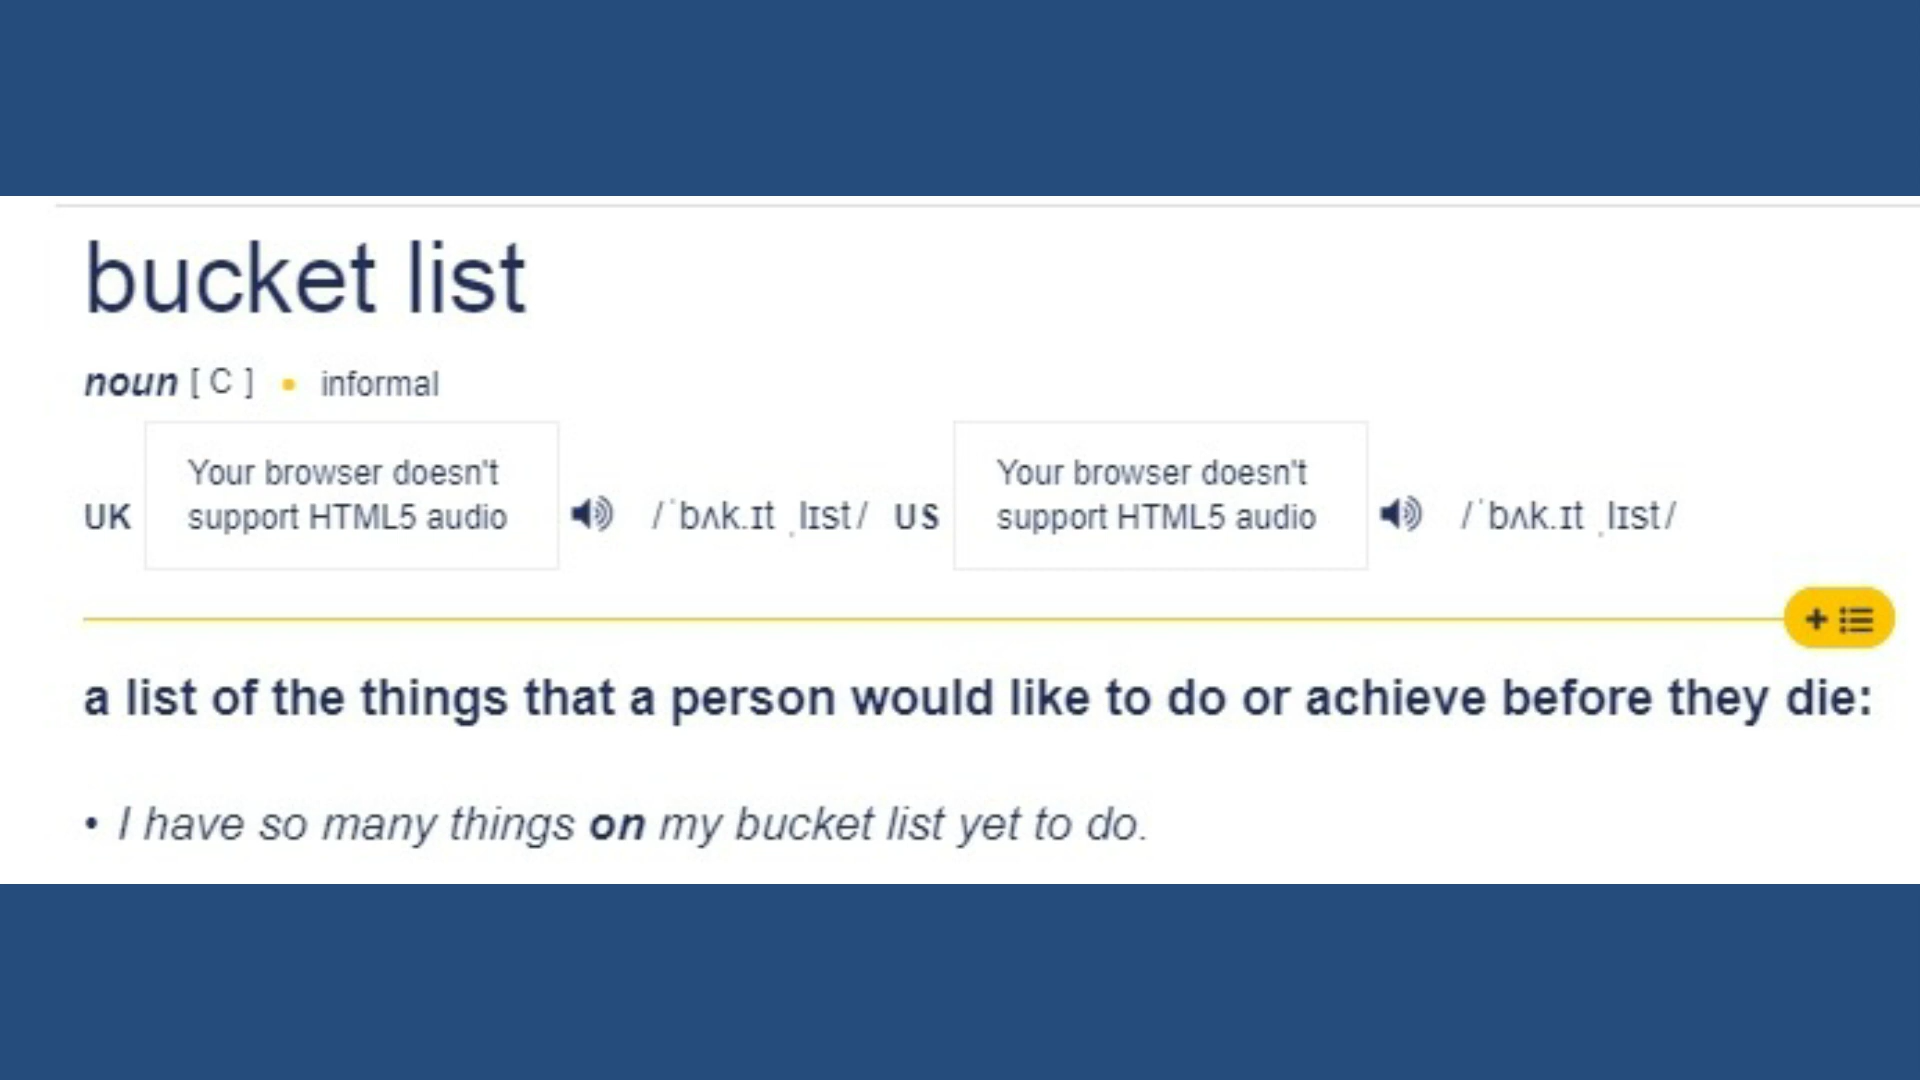 bucket list
noun [ C ] • informal
UK Your browser doesn't support HTML5 audio /ˈbʌk.ɪt ˌlɪst/ US Your browser doesn't support HTML5 audio /ˈbʌk.ɪt ˌlɪst/
a list of the things that a person would like to do or achieve before they die:
• I have so many things on my bucket list yet to do.